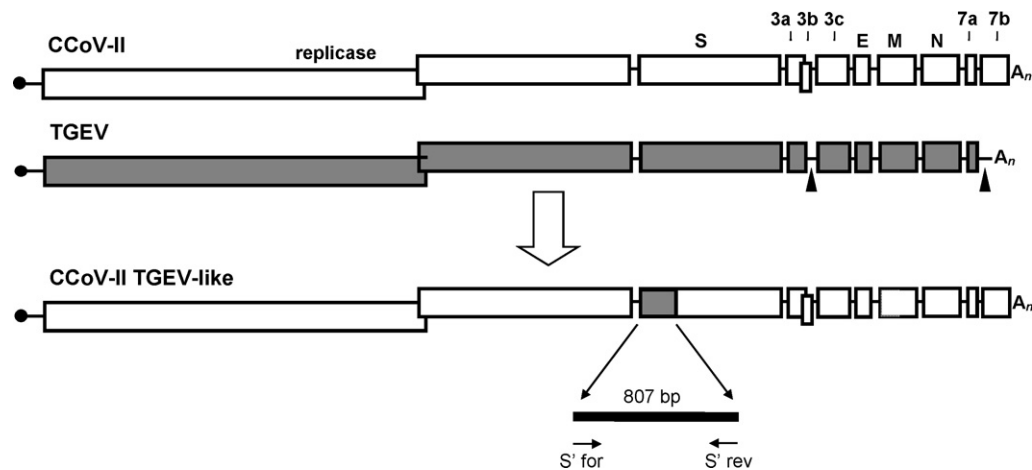 3a 3b 3c 7a 7b
CCoV-II replicase S E M N
An
TGEV
An
CCoV-II TGEV-like
An
807 bp
S' for S' rev